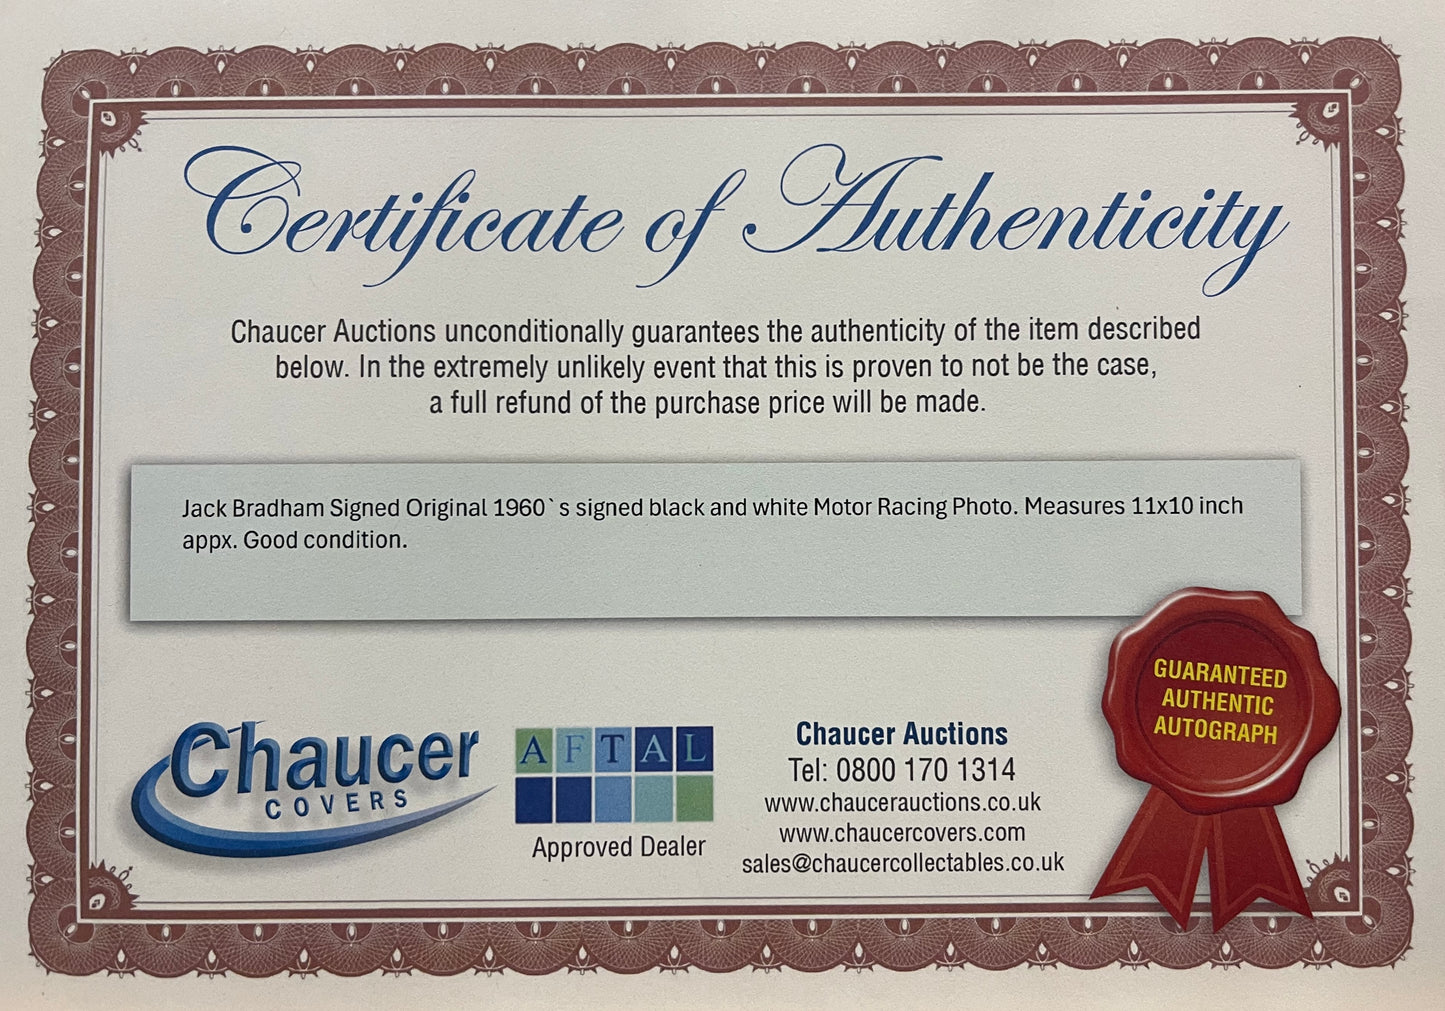 Certificate of Authenticity
Chaucer Auctions unconditionally guarantees the authenticity of the item described
below. In the extremely unlikely event that this is proven to not be the case,
a full refund of the purchase price will be made.
Jack Bradham Signed Original 1960`s signed black and white Motor Racing Photo. Measures 11x10 inch
appx. Good condition.
GUARANTEED
AUTHENTIC
AUTOGRAPH
Chaucer
COVERS
AFTAL
Approved Dealer
Chaucer Auctions
Tel: 0800 170 1314
www.chaucerauctions.co.uk
www.chaucercovers.com
sales@chaucercollectables.co.uk